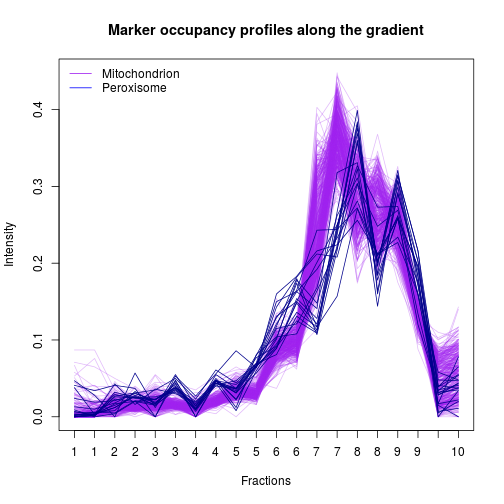 Marker occupancy profiles along the gradient
Mitochondrion
Peroxisome
Intensity
0.4
0.3
0.2
0.1
0.0
1 1 2 2 3 3 4 4 5 5 6 6 7 7 8 8 9 9 10
Fractions